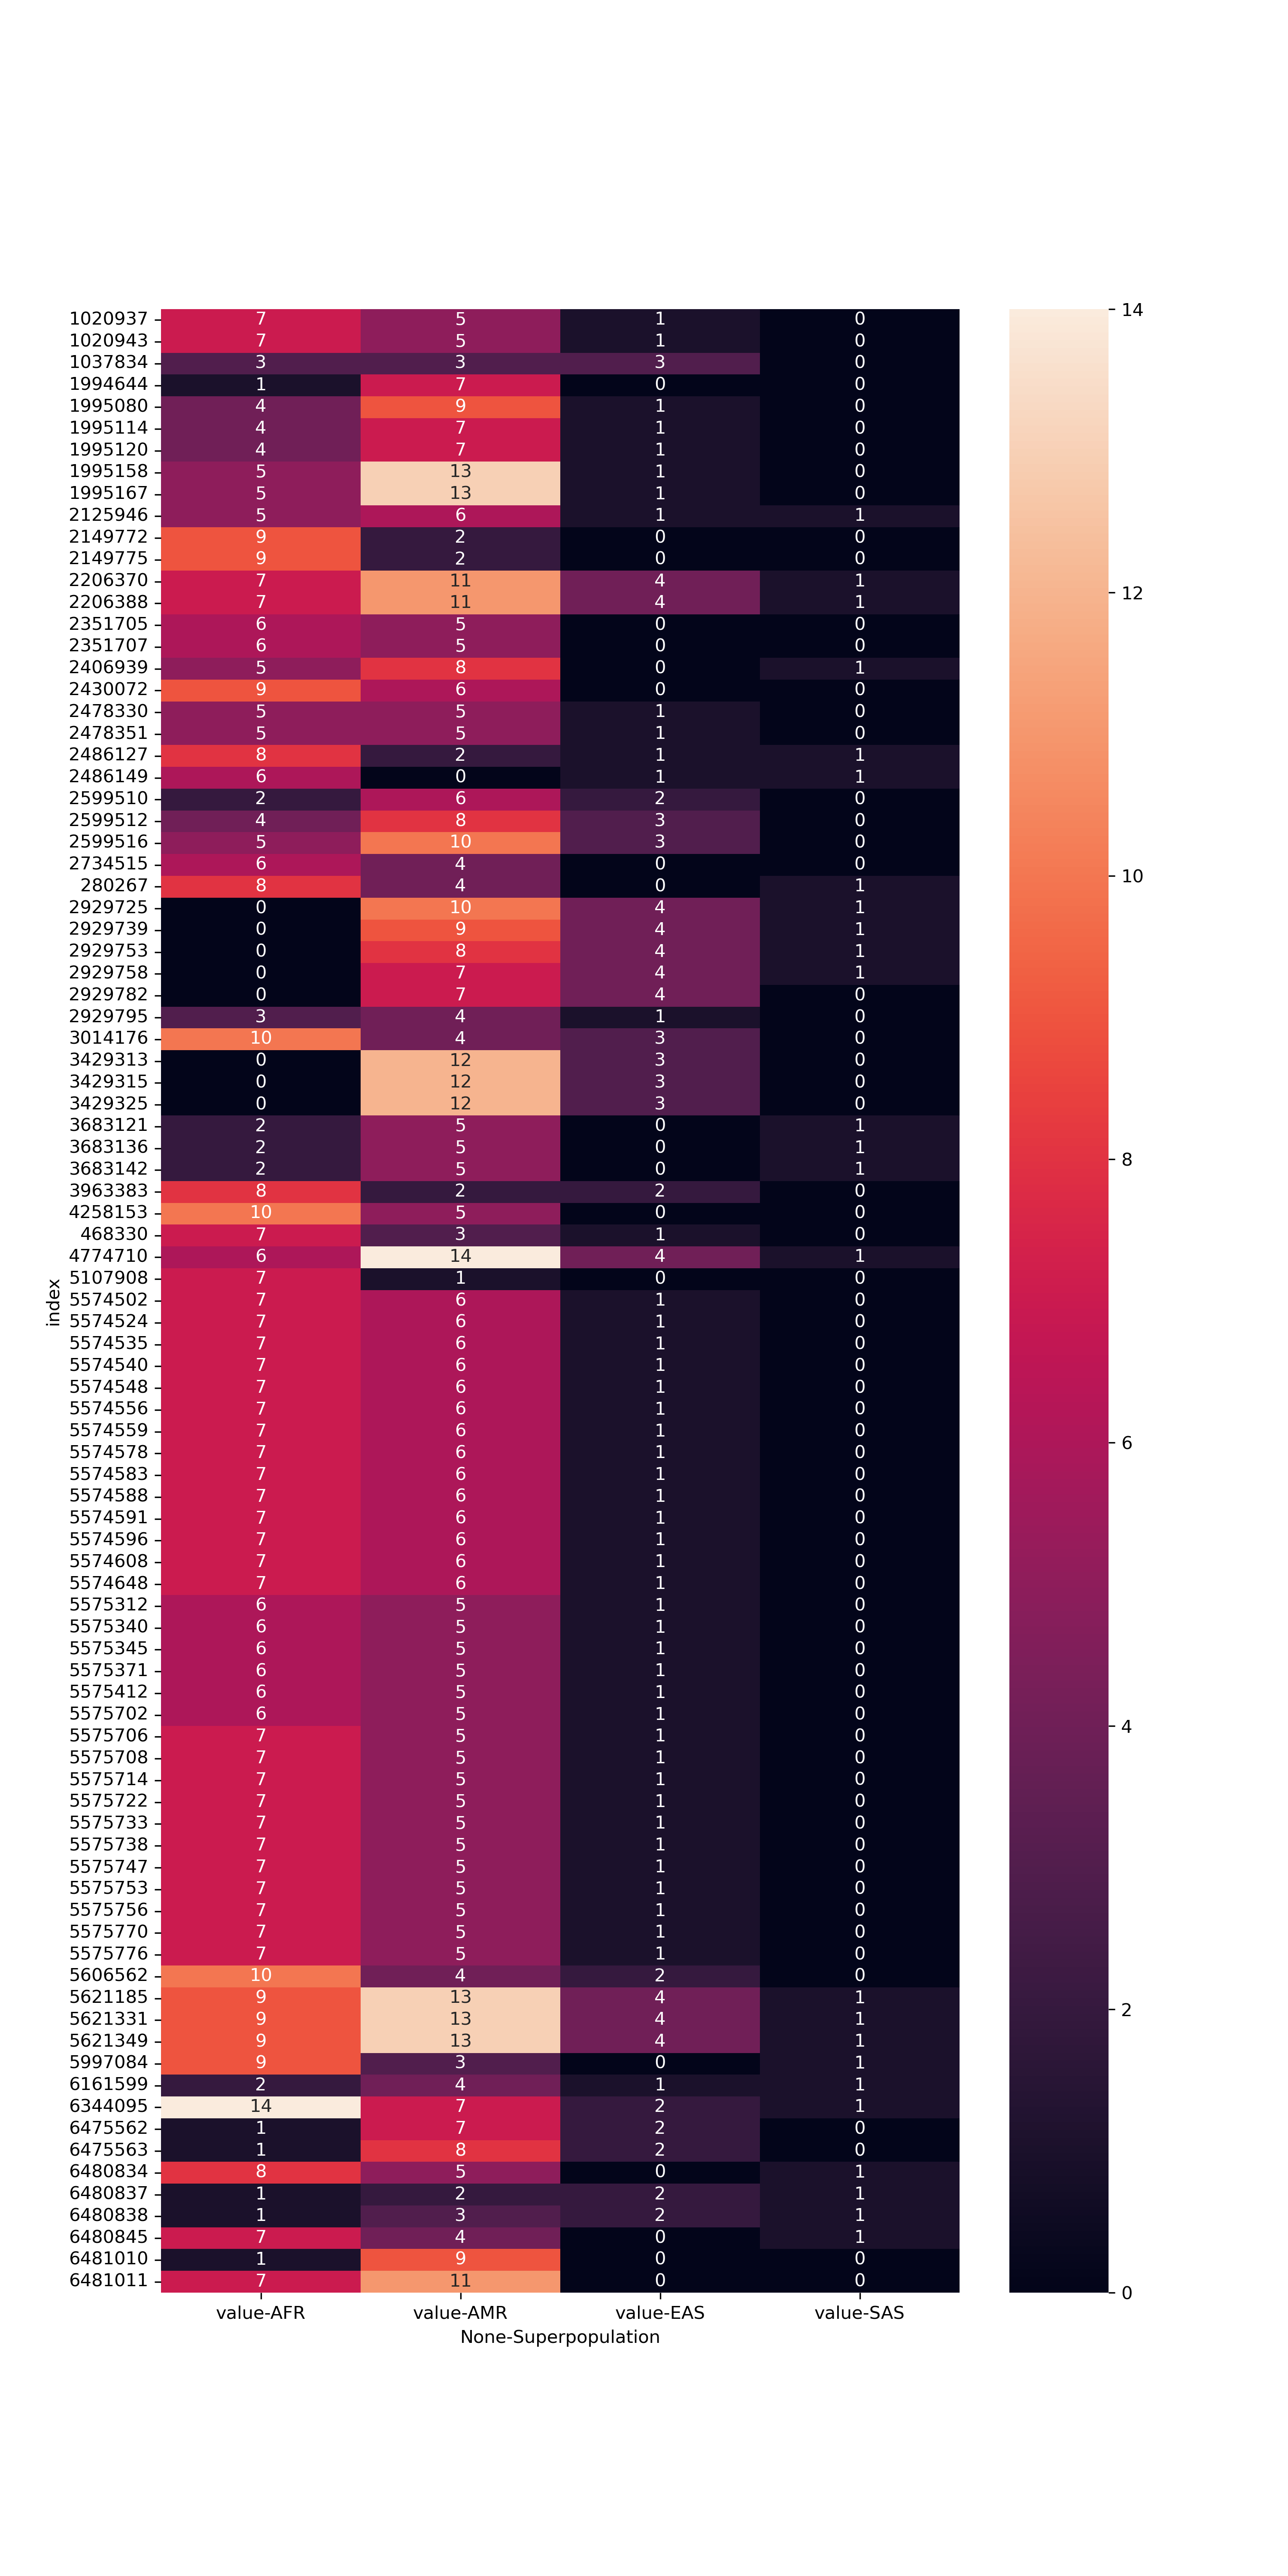 1020937 7 5 1 0
1020943 7 5 1 0
1037834 3 3 3 0
1994644 1 7 0 0
1995080 4 9 1 0
1995114 4 7 1 0
1995120 4 7 1 0
1995158 5 13 1 0
1995167 5 13 1 0
2125946 5 6 1 1
2149772 9 2 0 0
2149775 9 2 0 0
2206370 7 11 4 1
2206388 7 11 4 1
2351705 6 5 0 0
2351707 6 5 0 0
2406939 5 8 0 1
2430072 9 6 0 0
2478330 5 5 1 0
2478351 5 5 1 0
2486127 8 2 1 1
2486149 6 0 1 1
2599510 2 6 2 0
2599512 4 8 3 0
2599516 5 10 3 0
2734515 6 4 0 0
280267 8 4 0 1
2929725 0 10 4 1
2929739 0 9 4 1
2929753 0 8 4 1
2929758 0 7 4 1
2929782 0 7 4 0
2929795 3 4 1 0
3014176 10 4 3 0
3429313 0 12 3 0
3429315 0 12 3 0
3429325 0 12 3 0
3683121 2 5 0 1
3683136 2 5 0 1
3683142 2 5 0 1
3963383 8 2 2 0
4258153 10 5 0 0
468330 7 3 1 0
4774710 6 14 4 1
5107908 7 1 0 0
5574502 7 6 1 0
5574524 7 6 1 0
5574535 7 6 1 0
5574540 7 6 1 0
5574548 7 6 1 0
5574556 7 6 1 0
5574559 7 6 1 0
5574578 7 6 1 0
5574583 7 6 1 0
5574588 7 6 1 0
5574591 7 6 1 0
5574596 7 6 1 0
5574608 7 6 1 0
5574648 7 6 1 0
5575312 6 5 1 0
5575340 6 5 1 0
5575345 6 5 1 0
5575371 6 5 1 0
5575412 6 5 1 0
5575702 6 5 1 0
5575706 7 5 1 0
5575708 7 5 1 0
5575714 7 5 1 0
5575722 7 5 1 0
5575733 7 5 1 0
5575738 7 5 1 0
5575747 7 5 1 0
5575753 7 5 1 0
5575756 7 5 1 0
5575770 7 5 1 0
5575776 7 5 1 0
5606562 10 4 2 0
5621185 9 13 4 1
5621331 9 13 4 1
5621349 9 13 4 1
5997084 9 3 0 1
6161599 2 4 1 1
6344095 14 7 2 1
6475562 1 7 2 0
6475563 1 8 2 0
6480834 8 5 0 1
6480837 1 2 2 1
6480838 1 3 2 1
6480845 7 4 0 1
6481010 1 9 0 0
6481011 7 11 0 0
value-AFR value-AMR value-EAS value-SAS
None-Superpopulation
index
14
12
10
8
6
4
2
0